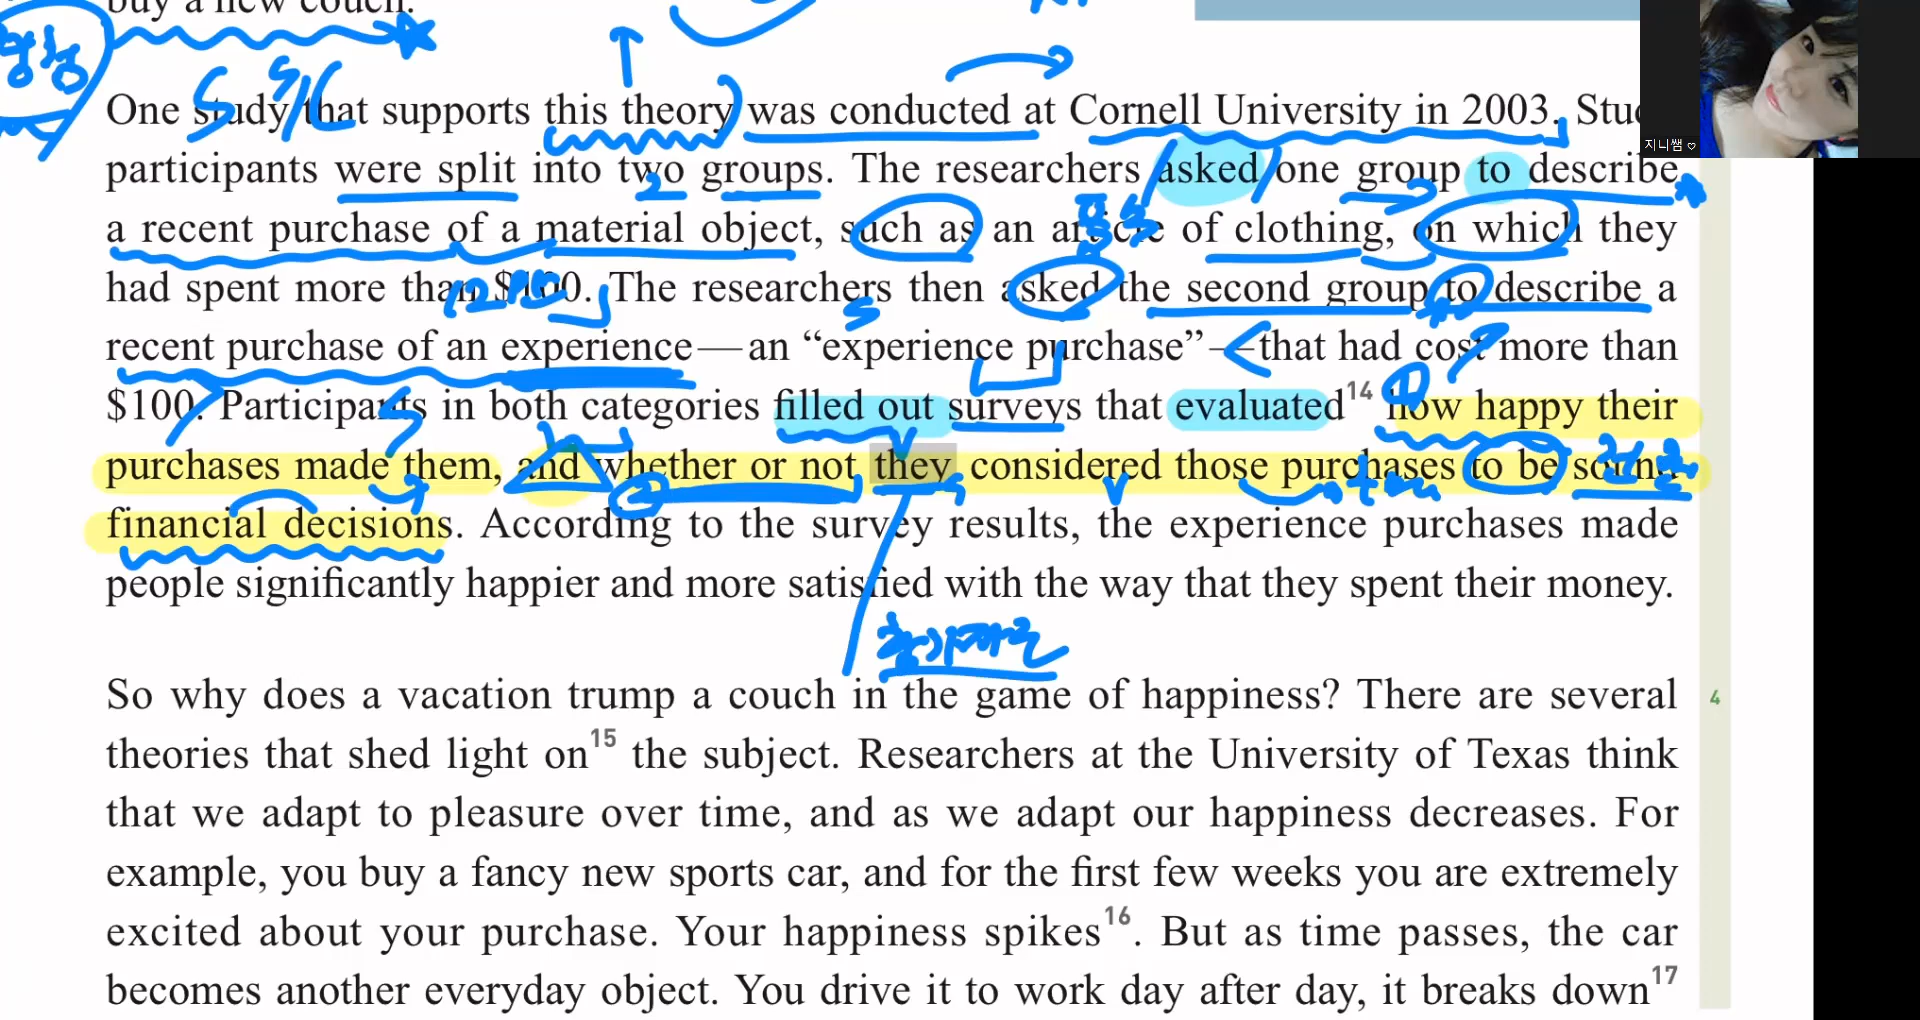 buy a new couch.
One study that supports this theory was conducted at Cornell University in 2003.
participants were split into two groups. The researchers asked one group to describe
a recent purchase of a material object, such as an article of clothing, on which they
had spent more than $100. The researchers then asked the second group to describe a
recent purchase of an experience—an “experience purchase”—that had cost more than
$100. Participants in both categories filled out surveys that evaluated14 how happy their
purchases made them, and whether or not they considered those purchases to be sound
financial decisions. According to the survey results, the experience purchases made
people significantly happier and more satisfied with the way that they spent their money.
So why does a vacation trump a couch in the game of happiness? There are several
4
theories that shed light on15 the subject. Researchers at the University of Texas think
that we adapt to pleasure over time, and as we adapt our happiness decreases. For
example, you buy a fancy new sports car, and for the first few weeks you are extremely
excited about your purchase. Your happiness spikes16. But as time passes, the car
becomes another everyday object. You drive it to work day after day, it breaks down17
지니쌤 ♡